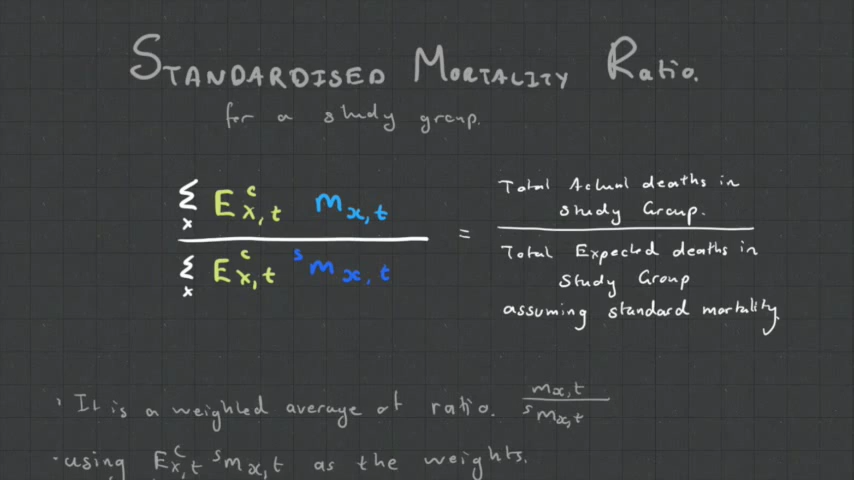 STANDARDISED MORTALITY RATIO.
for a study group.
Σx E^c_x,t m_x,t
Σx E^c_x,t ^s m_x,t
=
Total Actual deaths in
Study Group.
Total Expected deaths in
Study Group
assuming standard mortality.
· It is a weighted average of ratio. m_x,t / ^s m_x,t
· using E^c_x,t ^s m_x,t as the weights.